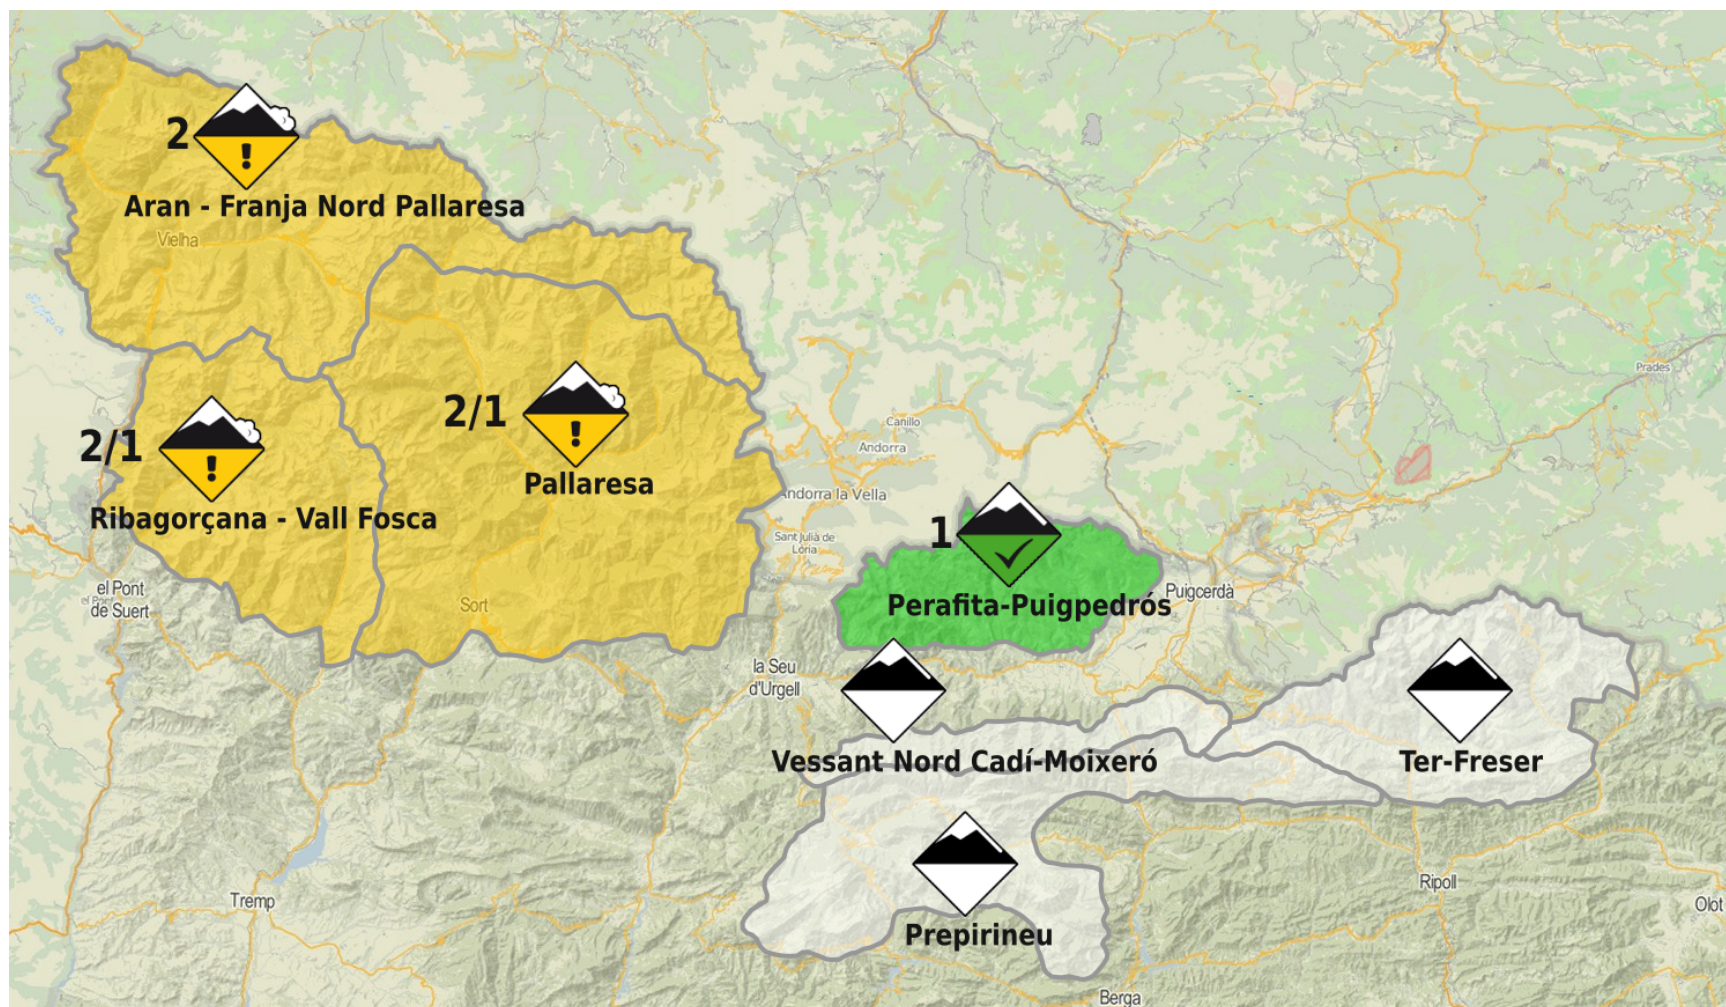 2
!
Aran - Franja Nord Pallaresa
Vielha
Prades
2/1
!
Pallaresa
2/1
!
Ribagorçana - Vall Fosca
Canillo
Andorra
Andorra la Vella
Sant Julià de
Lòria
1
Perafita-Puigpedrós
Puigcerdà
el Pont
de Suert
Sort
la Seu
d'Urgell
Vessant Nord Cadí-Moixeró
Ter-Freser
Prepirineu
Tremp
Ripoll
Olot
Berga